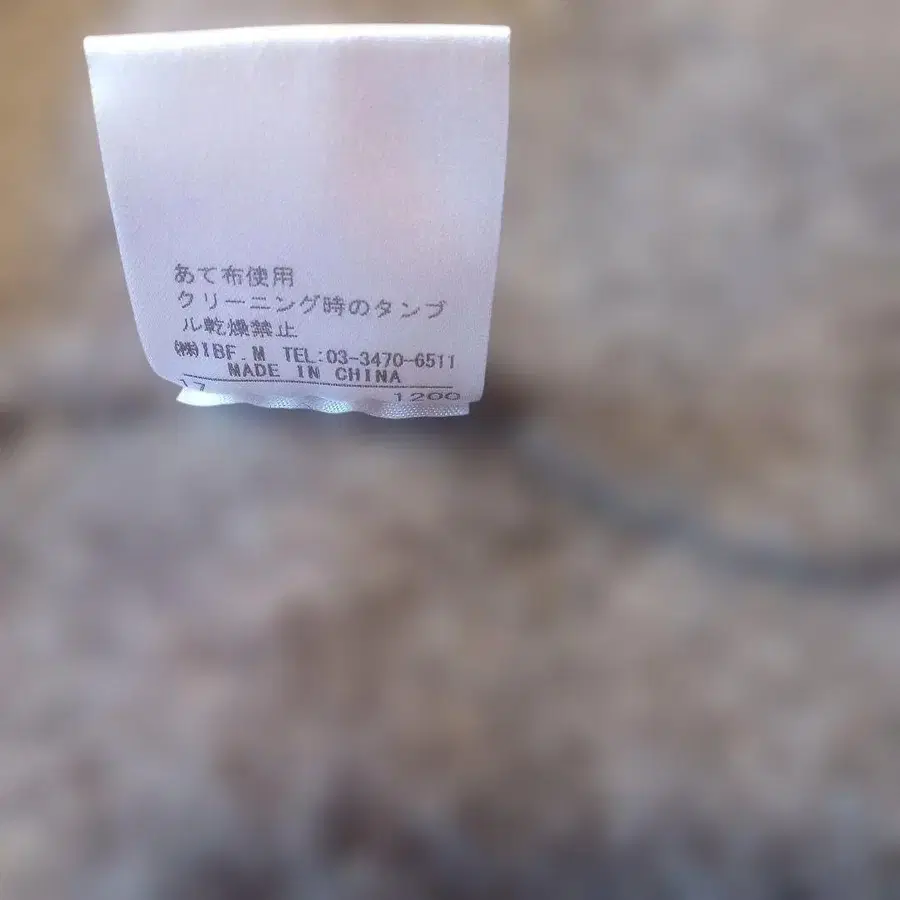 あて布使用
クリーニング時のタンブ
ル乾燥禁止
㈱IBF.M TEL:03-3470-6511
MADE IN CHINA
17 1200